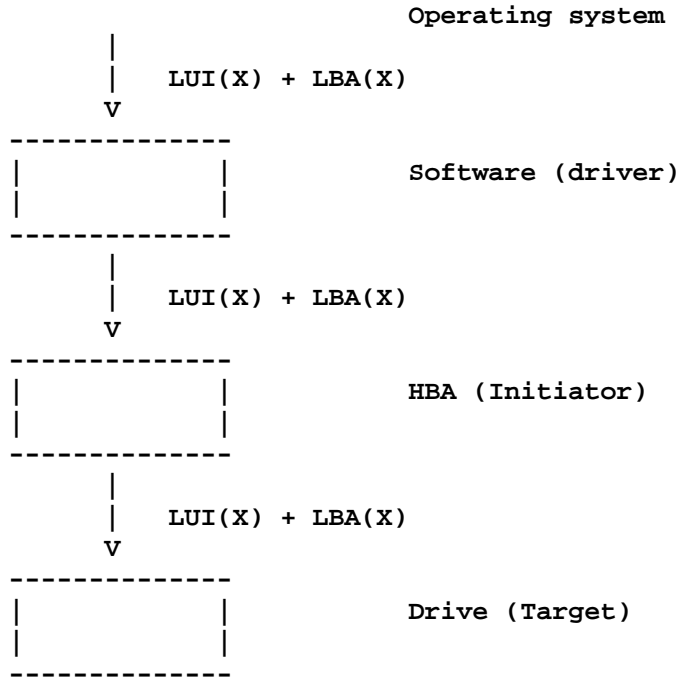 Operating system
LUI(X) + LBA(X)
Software (driver)
LUI(X) + LBA(X)
HBA (Initiator)
LUI(X) + LBA(X)
Drive (Target)